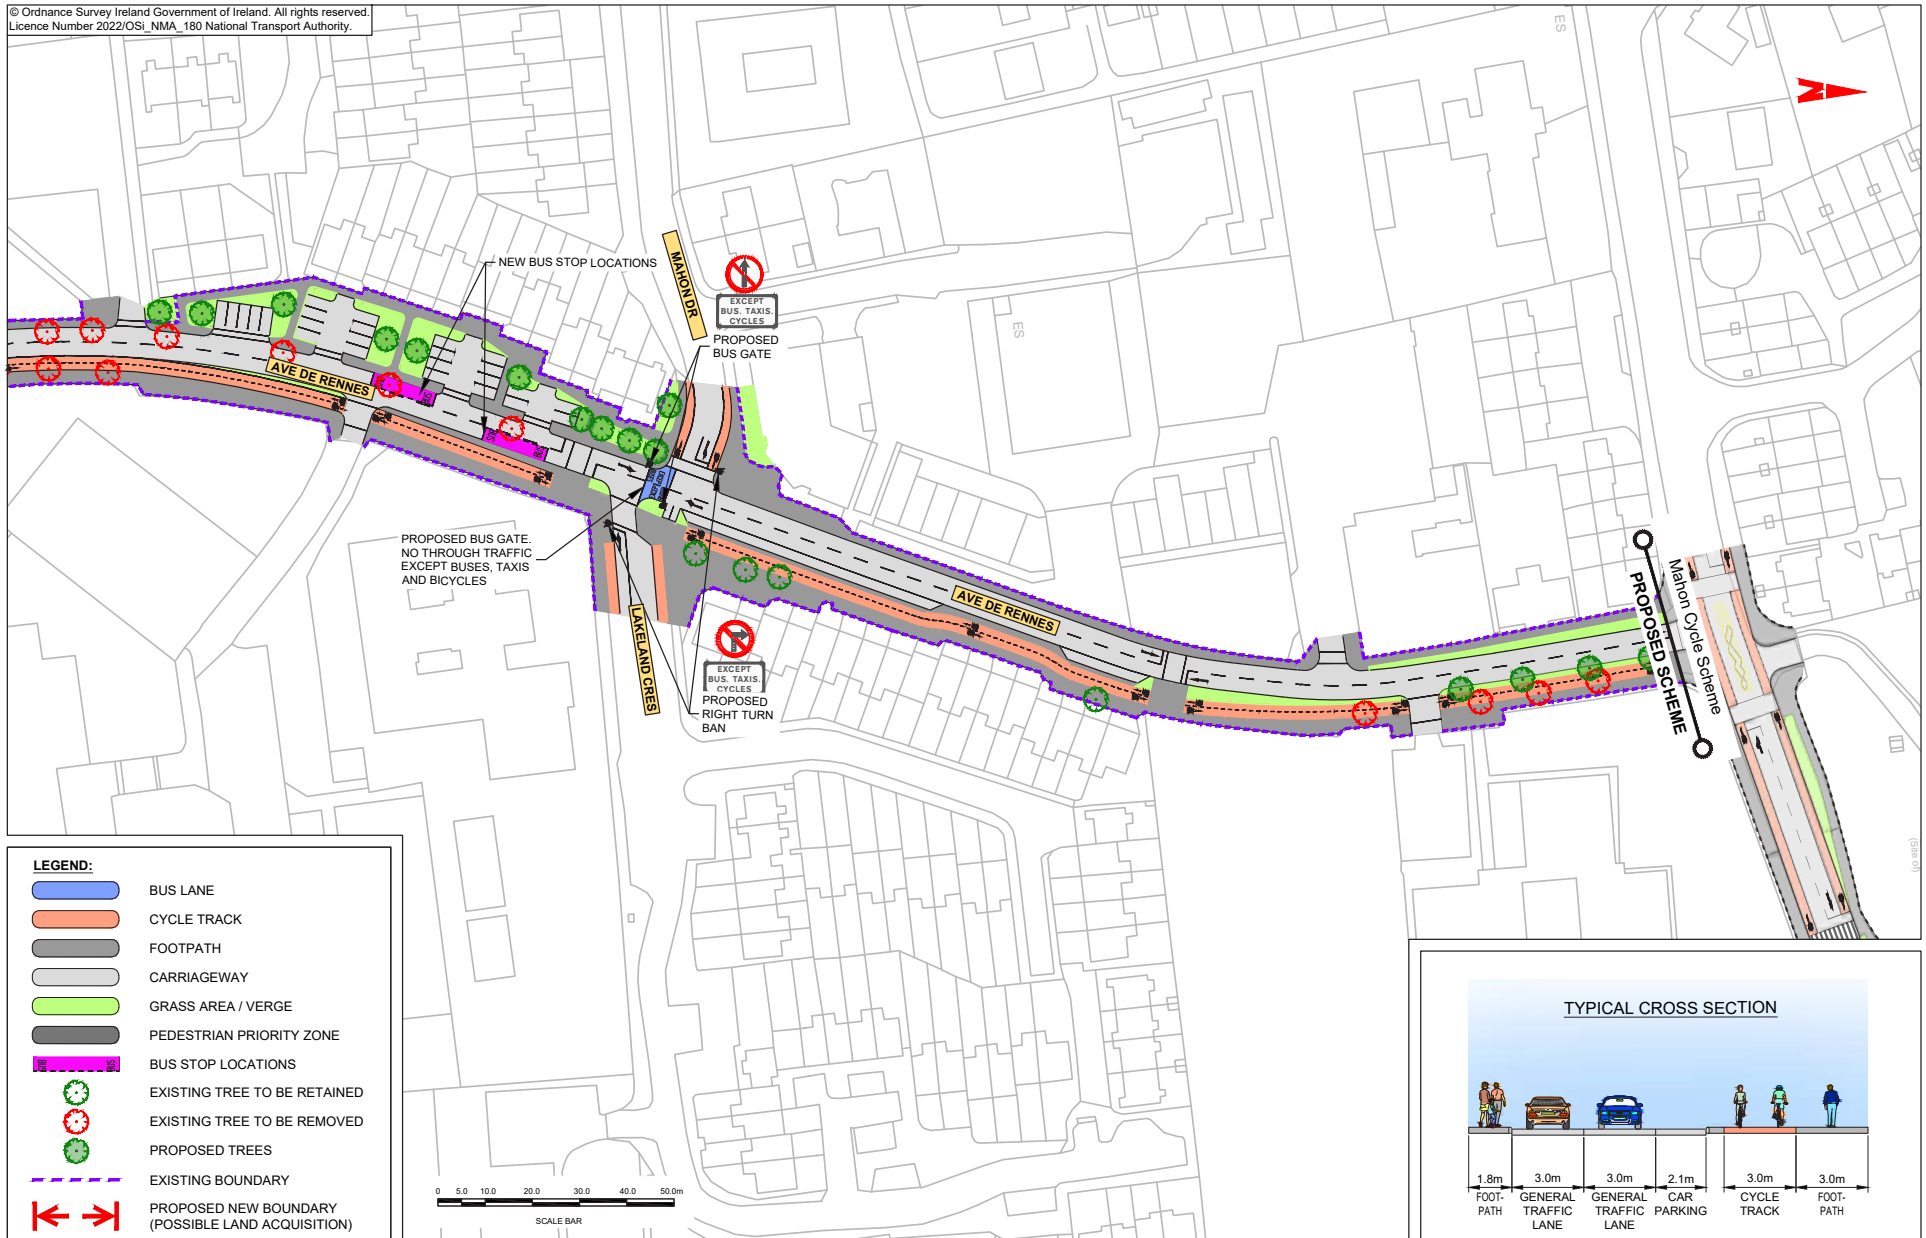 © Ordnance Survey Ireland Government of Ireland. All rights reserved.
Licence Number 2022/OSi_NMA_180 National Transport Authority.
ES
N
NEW BUS STOP LOCATIONS
MAHON DR
EXCEPT
BUS. TAXIS.
CYCLES
PROPOSED
BUS GATE
ES
AVE DE RENNES
PROPOSED BUS GATE.
NO THROUGH TRAFFIC
EXCEPT BUSES, TAXIS
AND BICYCLES
LAKELAND CRES
EXCEPT
BUS. TAXIS.
CYCLES
PROPOSED
RIGHT TURN
BAN
AVE DE RENNES
PROPOSED SCHEME
Mahon Cycle Scheme
(Site of)
LEGEND:
BUS LANE
CYCLE TRACK
FOOTPATH
CARRIAGEWAY
GRASS AREA / VERGE
PEDESTRIAN PRIORITY ZONE
BUS STOP LOCATIONS
EXISTING TREE TO BE RETAINED
EXISTING TREE TO BE REMOVED
PROPOSED TREES
EXISTING BOUNDARY
PROPOSED NEW BOUNDARY
(POSSIBLE LAND ACQUISITION)
0 5.0 10.0 20.0 30.0 40.0 50.0m
SCALE BAR
TYPICAL CROSS SECTION
1.8m 3.0m 3.0m 2.1m 3.0m 3.0m
FOOT-
PATH
GENERAL
TRAFFIC
LANE
GENERAL
TRAFFIC
LANE
CAR
PARKING
CYCLE
TRACK
FOOT-
PATH